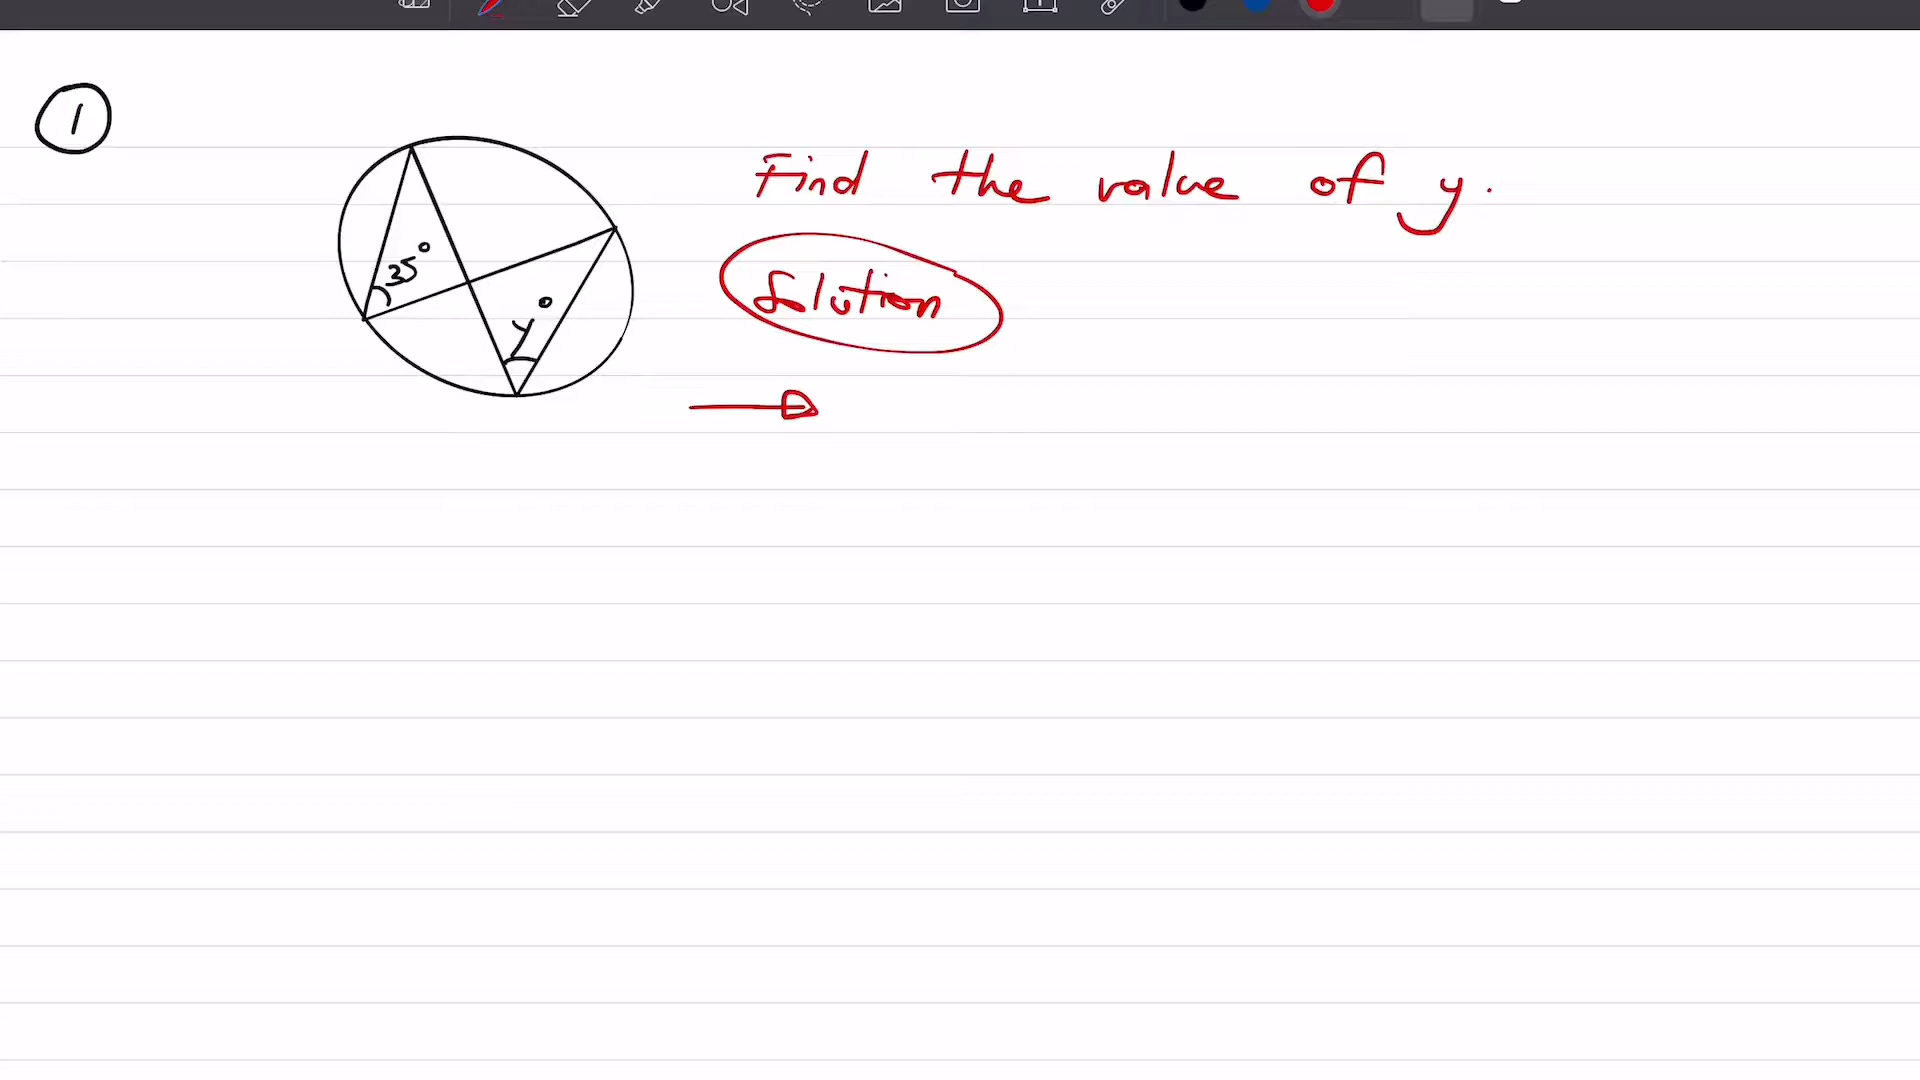 1
Find the value of y.
35°
Solution
y°